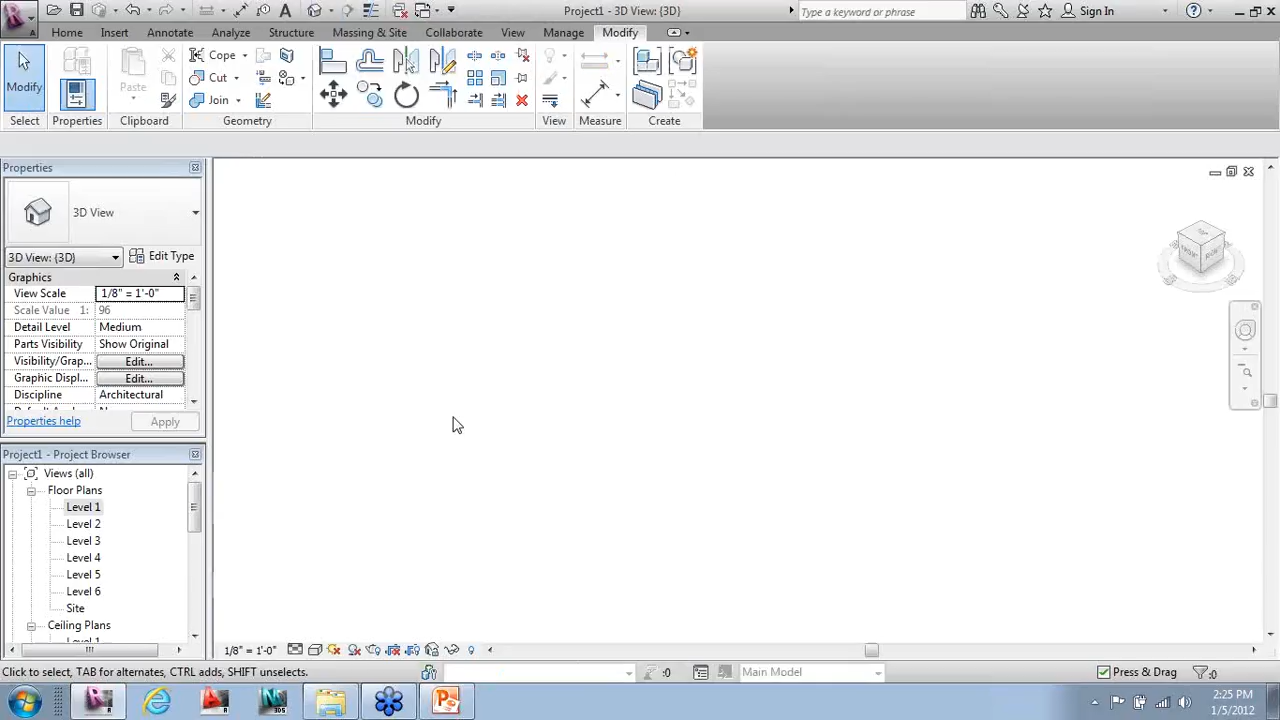 Project1 - 3D View: {3D}
Type a keyword or phrase
Sign In
Home Insert Annotate Analyze Structure Massing & Site Collaborate View Manage Modify
Modify
Paste
Cope
Cut
Join
Select Properties Clipboard Geometry Modify View Measure Create
Properties
3D View
3D View: {3D}
Edit Type
Graphics
View Scale 1/8" = 1'-0"
Scale Value 1: 96
Detail Level Medium
Parts Visibility Show Original
Visibility/Grap... Edit...
Graphic Displ... Edit...
Discipline Architectural
Properties help
Apply
Project1 - Project Browser
Views (all)
Floor Plans
Level 1
Level 2
Level 3
Level 4
Level 5
Level 6
Site
Ceiling Plans
Level 1
1/8" = 1'-0"
Click to select, TAB for alternates, CTRL adds, SHIFT unselects.
:0
Main Model
Press & Drag
:0
2:25 PM
1/5/2012